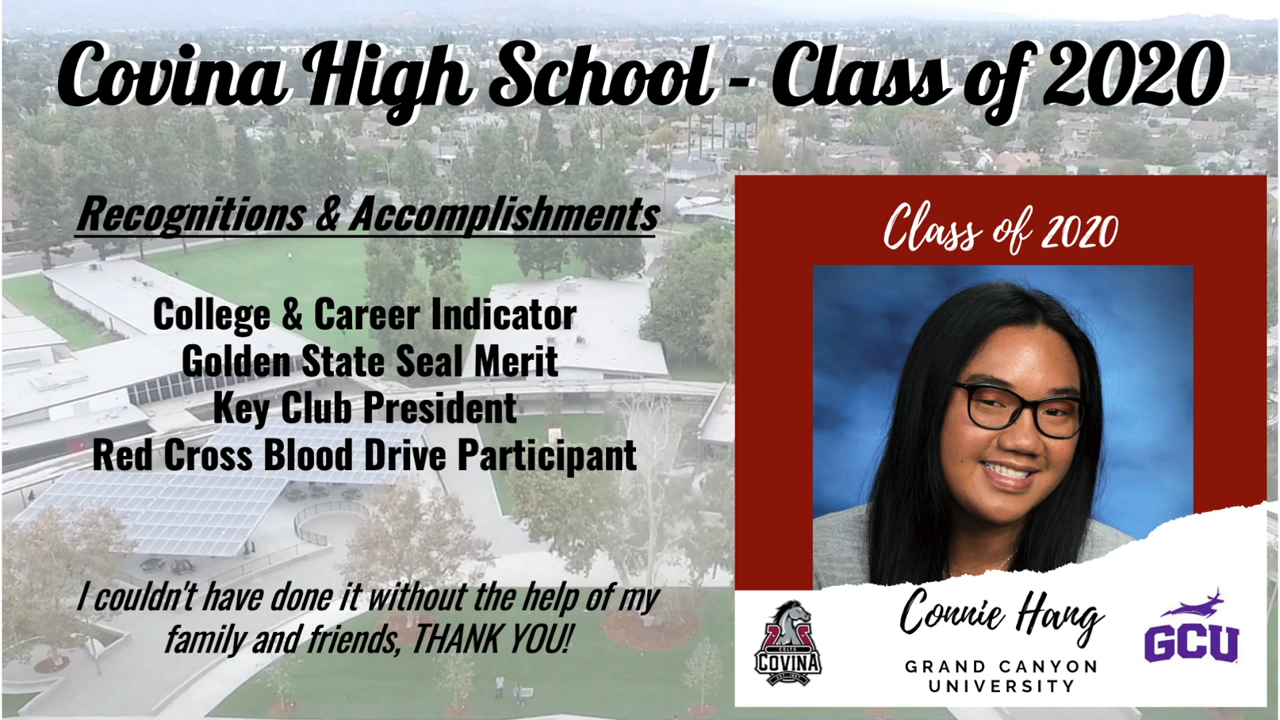 Covina High School - Class of 2020
Recognitions & Accomplishments
College & Career Indicator
Golden State Seal Merit
Key Club President
Red Cross Blood Drive Participant
I couldn't have done it without the help of my
family and friends, THANK YOU!
Class of 2020
Connie Hang
GRAND CANYON
UNIVERSITY
COLTS
COVINA
GCU